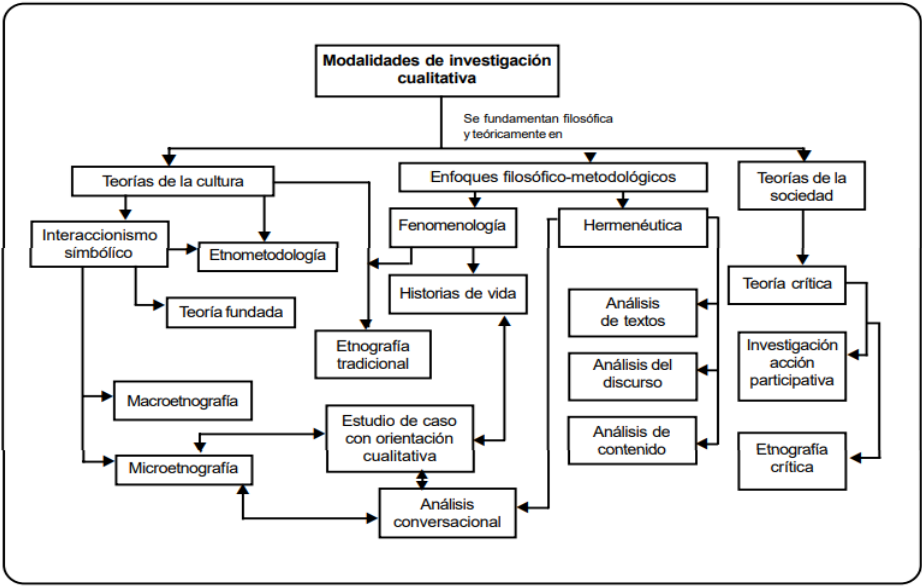 Modalidades de investigación
cualitativa
Se fundamentan filosófica
y teóricamente en
Teorías de la cultura
Enfoques filosófico-metodológicos
Teorías de la
sociedad
Interaccionismo
símbólico
Etnometodología
Fenomenología
Hermenéutica
Teoría fundada
Historias de vida
Teoría crítica
Etnografía
tradicional
Análisis
de textos
Investigación
acción
participativa
Análisis del
discurso
Macroetnografía
Estudio de caso
con orientación
cualitativa
Análisis de
contenido
Etnografía
crítica
Microetnografía
Análisis
conversacional